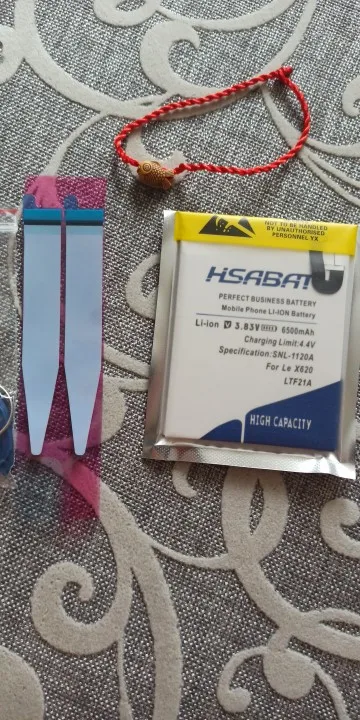 NOT TO BE HANDLED
BY UNAUTHORISED
PERSONNEL YX
HSABAT
PERFECT BUSINESS BATTERY
Mobile Phone Li-ION Battery
Li-ion V 3.83V 6500mAh
Charging Limit:4.4V
Specification:SNL-1120A
For Le X620
LTF21A
HIGH CAPACITY